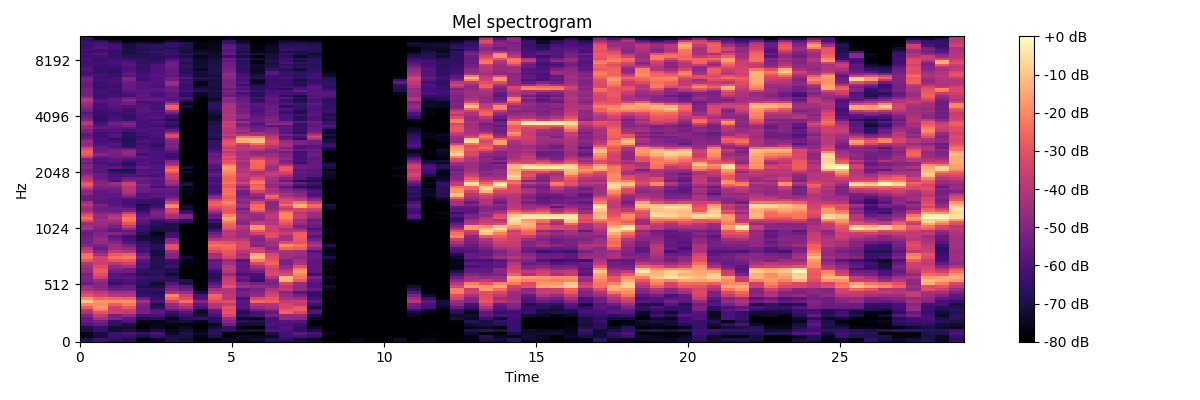 Mel spectrogram
8192
4096
2048
1024
512
0
Hz
0 5 10 15 20 25
Time
+0 dB
-10 dB
-20 dB
-30 dB
-40 dB
-50 dB
-60 dB
-70 dB
-80 dB